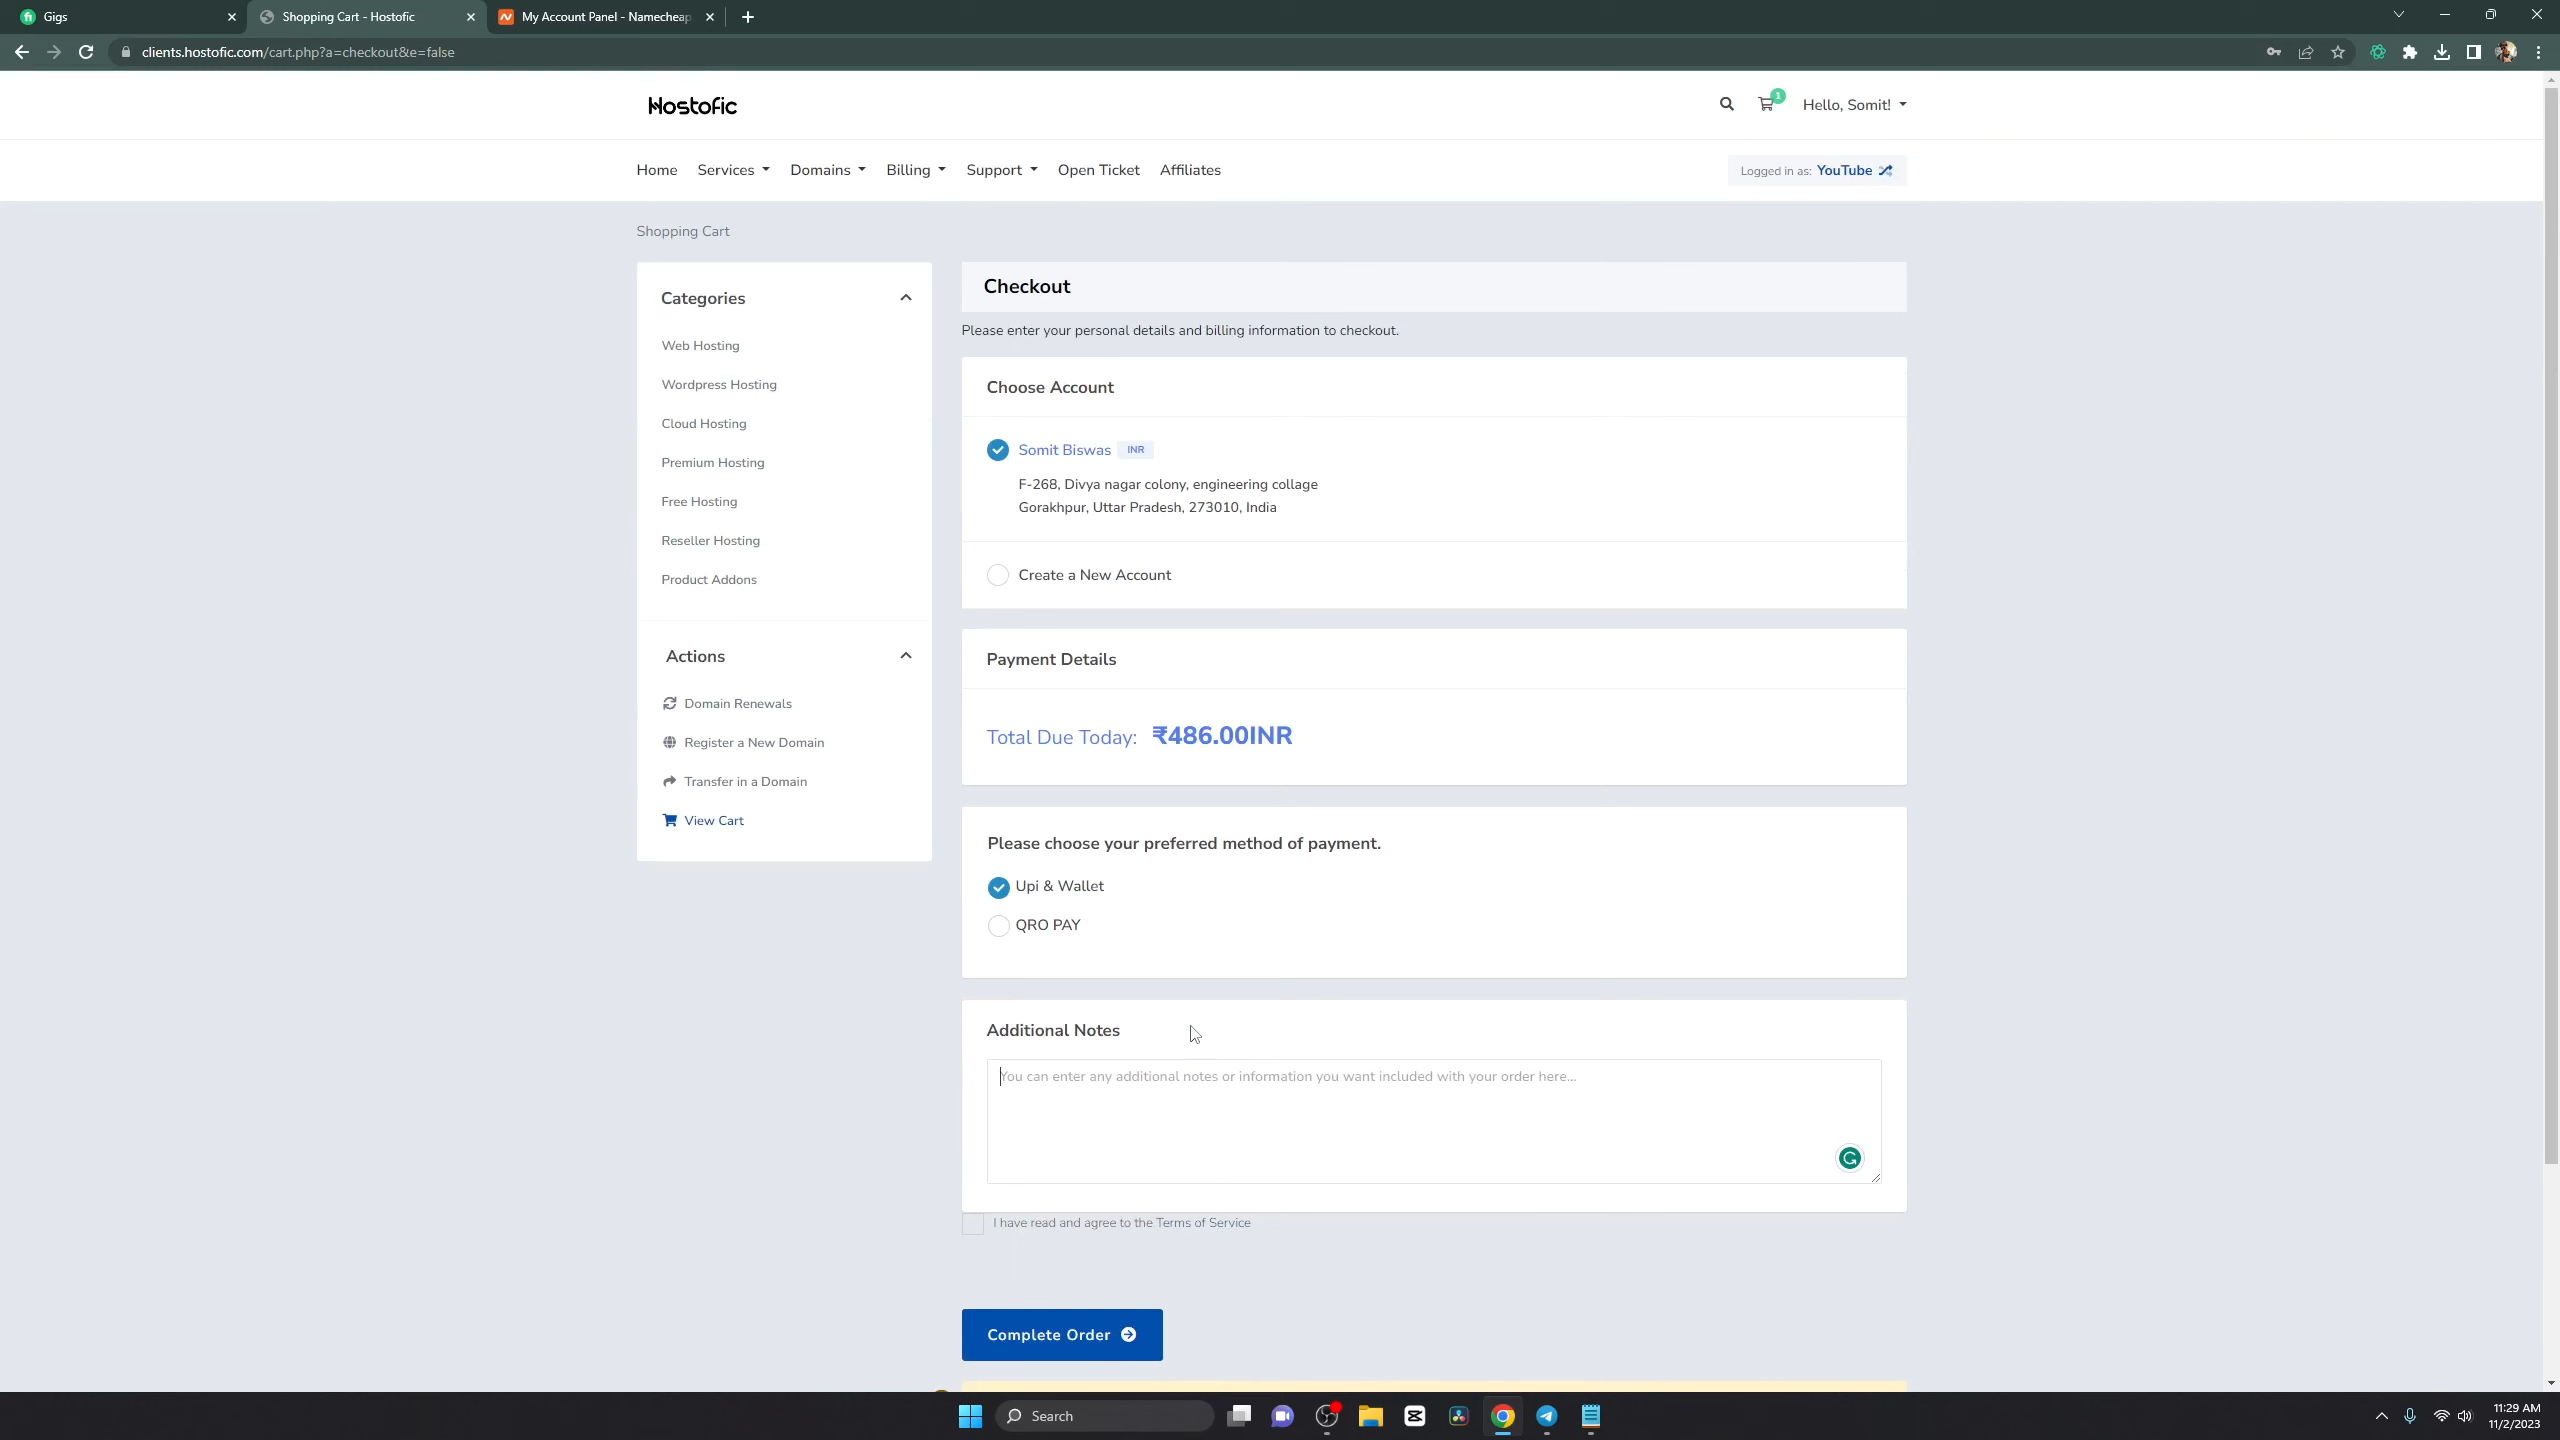 Gigs
Shopping Cart - Hostofic
My Account Panel - Namecheap
clients.hostofic.com/cart.php?a=checkout&e=false
Hostofic
1
Hello, Somit!
Home
Services
Domains
Billing
Support
Open Ticket
Affiliates
Logged in as: YouTube
Shopping Cart
Categories
Web Hosting
Wordpress Hosting
Cloud Hosting
Premium Hosting
Free Hosting
Reseller Hosting
Product Addons
Actions
Domain Renewals
Register a New Domain
Transfer in a Domain
View Cart
Checkout
Please enter your personal details and billing information to checkout.
Choose Account
Somit Biswas INR
F-268, Divya nagar colony, engineering collage
Gorakhpur, Uttar Pradesh, 273010, India
Create a New Account
Payment Details
Total Due Today: ₹486.00INR
Please choose your preferred method of payment.
Upi & Wallet
QRO PAY
Additional Notes
You can enter any additional notes or information you want included with your order here...
I have read and agree to the Terms of Service
Complete Order
Search
11:29 AM
11/2/2023